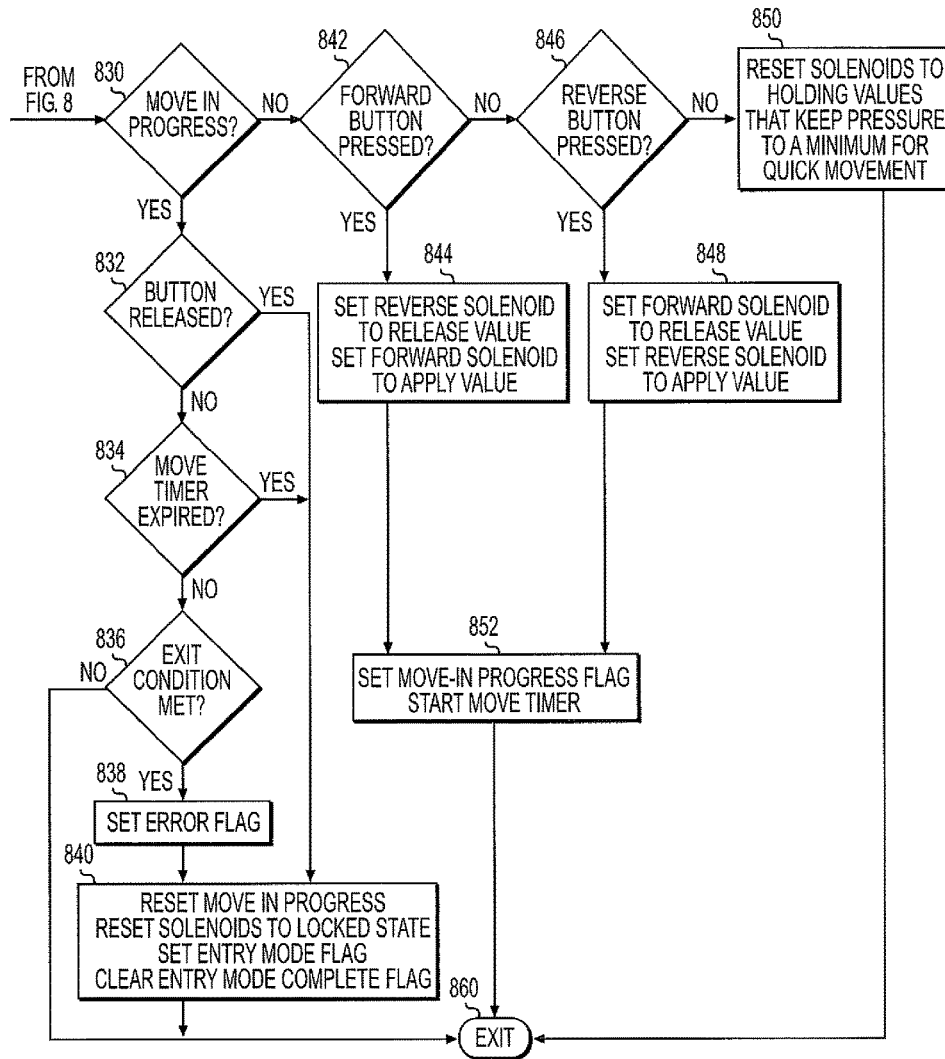 FROM
FIG. 8
830
MOVE IN
PROGRESS?
NO
YES
842
FORWARD
BUTTON
PRESSED?
NO
YES
846
REVERSE
BUTTON
PRESSED?
NO
YES
850
RESET SOLENOIDS TO
HOLDING VALUES
THAT KEEP PRESSURE
TO A MINIMUM FOR
QUICK MOVEMENT
832
BUTTON
RELEASED?
YES
NO
844
SET REVERSE SOLENOID
TO RELEASE VALUE
SET FORWARD SOLENOID
TO APPLY VALUE
848
SET FORWARD SOLENOID
TO RELEASE VALUE
SET REVERSE SOLENOID
TO APPLY VALUE
834
MOVE
TIMER
EXPIRED?
YES
NO
836
EXIT
CONDITION
MET?
NO
YES
852
SET MOVE-IN PROGRESS FLAG
START MOVE TIMER
838
SET ERROR FLAG
840
RESET MOVE IN PROGRESS
RESET SOLENOIDS TO LOCKED STATE
SET ENTRY MODE FLAG
CLEAR ENTRY MODE COMPLETE FLAG
860
EXIT